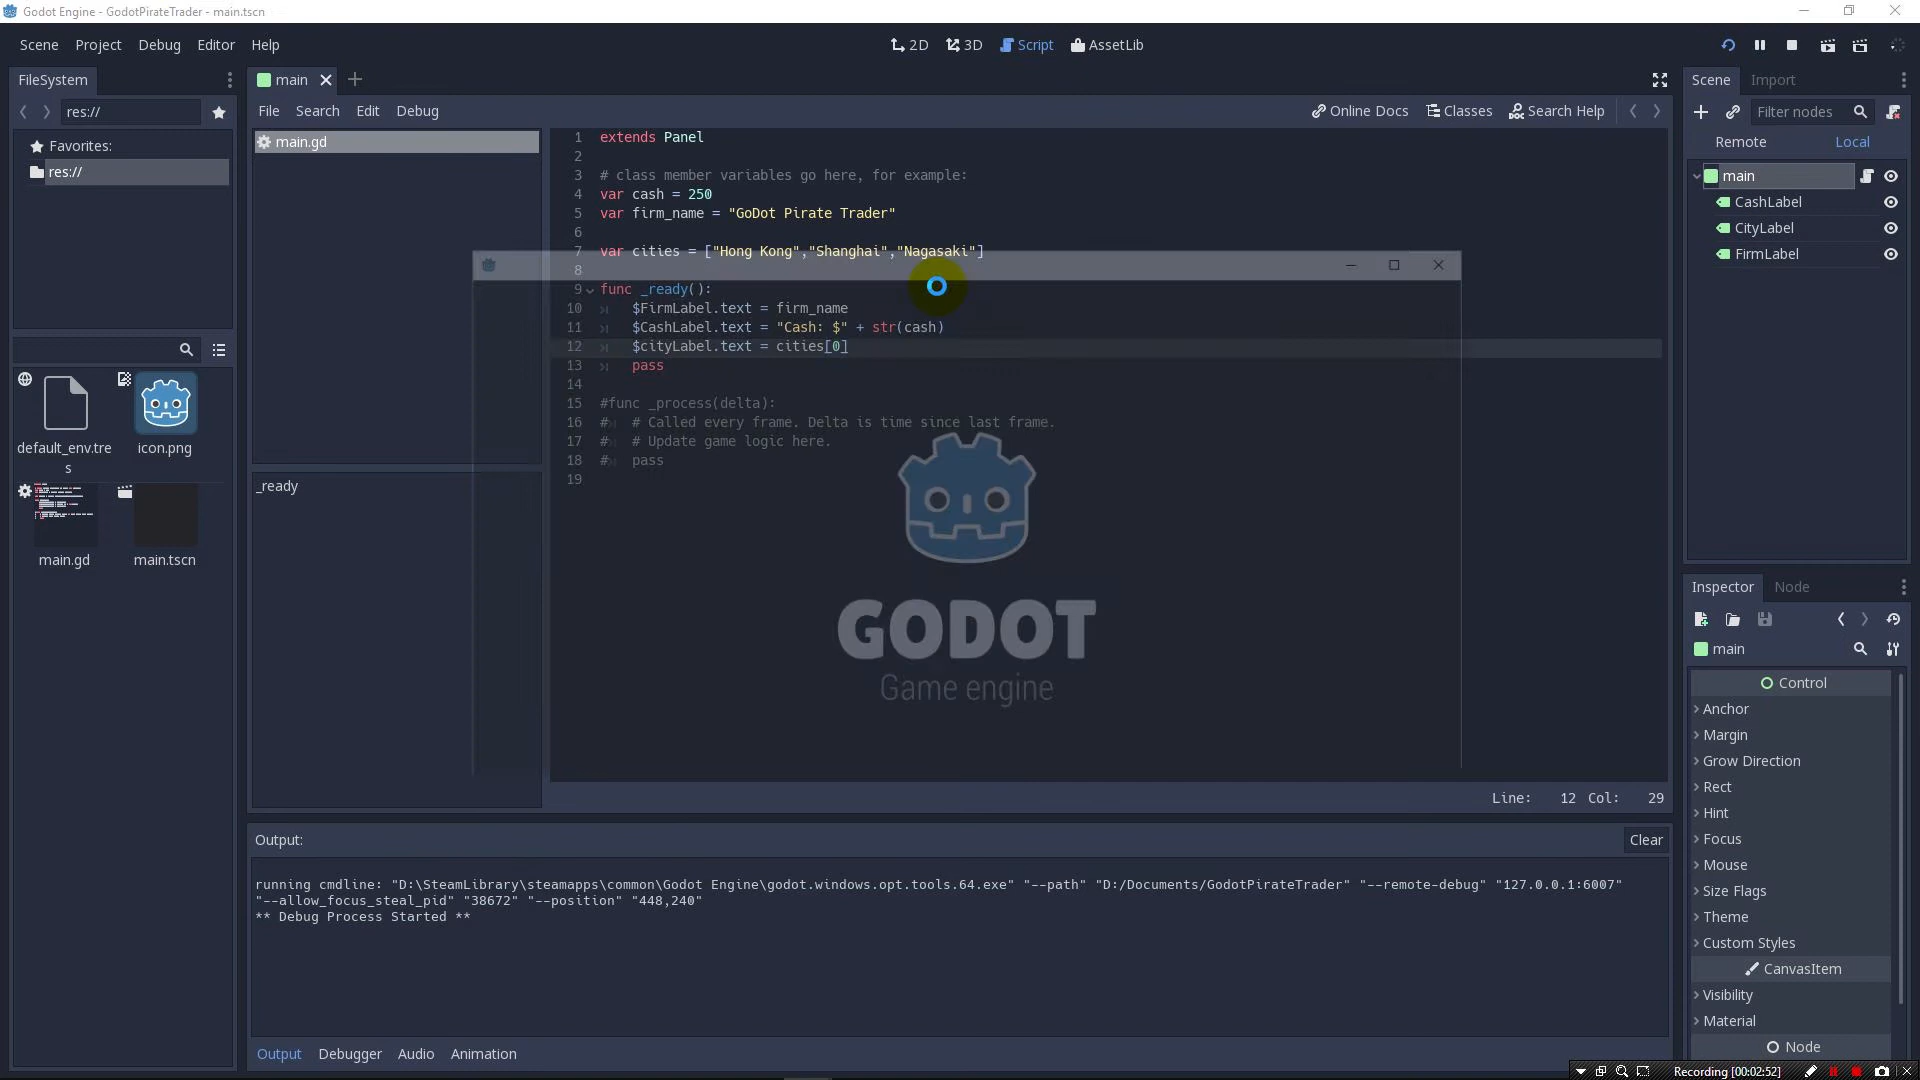 Godot Engine - GodotPirateTrader - main.tscn
Scene Project Debug Editor Help
2D 3D Script AssetLib
FileSystem
main
Scene Import
res://
File Search Edit Debug
Online Docs Classes Search Help
Filter nodes
Favorites:
res://
main.gd
Remote Local
main
CashLabel
CityLabel
FirmLabel
1 extends Panel
2
3 # class member variables go here, for example:
4 var cash = 250
5 var firm_name = "GoDot Pirate Trader"
6
7 var cities = ["Hong Kong","Shanghai","Nagasaki"]
8
9 func _ready():
10 $FirmLabel.text = firm_name
11 $CashLabel.text = "Cash: $" + str(cash)
12 $cityLabel.text = cities[0]
13 pass
14
15 #func _process(delta):
16 # # Called every frame. Delta is time since last frame.
17 # # Update game logic here.
18 # pass
19
GODOT
Game engine
default_env.tre
s
icon.png
main.gd
main.tscn
_ready
Line: 12 Col: 29
Inspector Node
main
Control
Anchor
Margin
Grow Direction
Rect
Hint
Focus
Mouse
Size Flags
Theme
Custom Styles
CanvasItem
Visibility
Material
Node
Output:
Clear
running cmdline: "D:\SteamLibrary\steamapps\common\Godot Engine\godot.windows.opt.tools.64.exe" "--path" "D:/Documents/GodotPirateTrader" "--remote-debug" "127.0.0.1:6007"
"--allow_focus_steal_pid" "38672" "--position" "448,240"
** Debug Process Started **
Output Debugger Audio Animation
Recording [00:02:52]